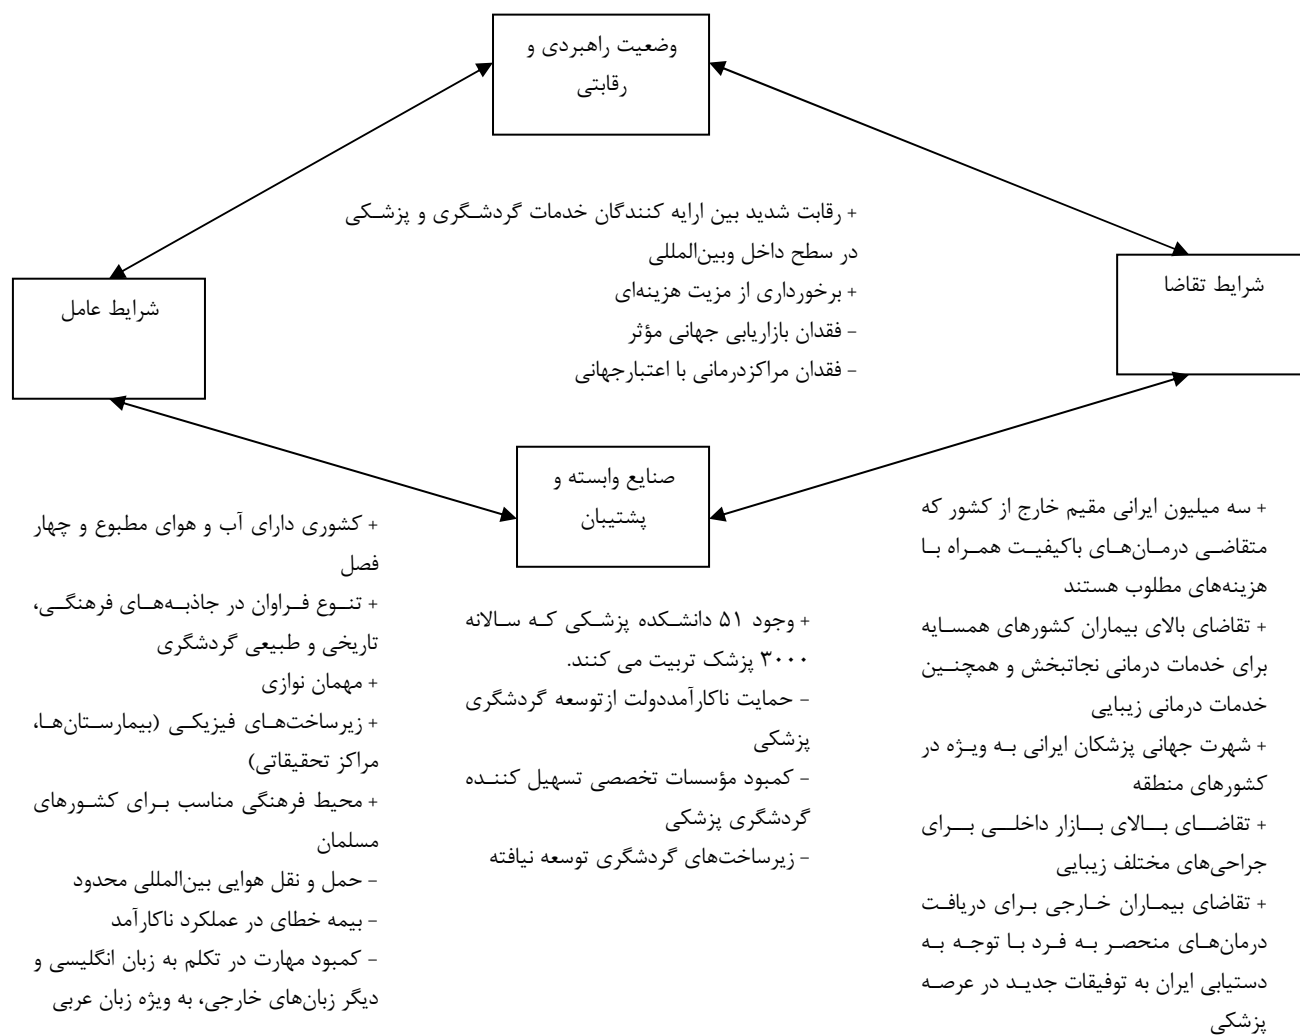 وضعیت راهبردی و
رقابتی
شرایط تقاضا
شرایط عامل
+ رقابت شدید بین ارایه کنندگان خدمات گردشگری و پزشکی
در سطح داخل وبین‌المللی
+ برخورداری از مزیت هزینه‌ای
- فقدان بازاریابی جهانی مؤثر
- فقدان مراکزدرمانی با اعتبارجهانی
صنایع وابسته و
پشتیبان
+ سه میلیون ایرانی مقیم خارج از کشور که
متقاضی درمان‌های باکیفیت همراه با
هزینه‌های مطلوب هستند
+ تقاضای بالای بیماران کشورهای همسایه
برای خدمات درمانی نجاتبخش و همچنین
خدمات درمانی زیبایی
+ شهرت جهانی پزشکان ایرانی به ویژه در
کشورهای منطقه
+ تقاضای بالای بازار داخلی برای
جراحی‌های مختلف زیبایی
+ تقاضای بیماران خارجی برای دریافت
درمان‌های منحصر به فرد با توجه به
دستیابی ایران به توفیقات جدید در عرصه
پزشکی
+ وجود ۵۱ دانشکده پزشکی که سالانه
۳۰۰۰ پزشک تربیت می کنند.
- حمایت ناکارآمددولت ازتوسعه گردشگری
پزشکی
- کمبود مؤسسات تخصصی تسهیل کننده
گردشگری پزشکی
- زیرساخت‌های گردشگری توسعه نیافته
+ کشوری دارای آب و هوای مطبوع و چهار
فصل
+ تنوع فراوان در جاذبه‌های فرهنگی،
تاریخی و طبیعی گردشگری
+ مهمان نوازی
+ زیرساخت‌های فیزیکی (بیمارستان‌ها،
مراکز تحقیقاتی)
+ محیط فرهنگی مناسب برای کشورهای
مسلمان
- حمل و نقل هوایی بین‌المللی محدود
- بیمه خطای در عملکرد ناکارآمد
- کمبود مهارت در تکلم به زبان انگلیسی و
دیگر زبان‌های خارجی، به ویژه زبان عربی